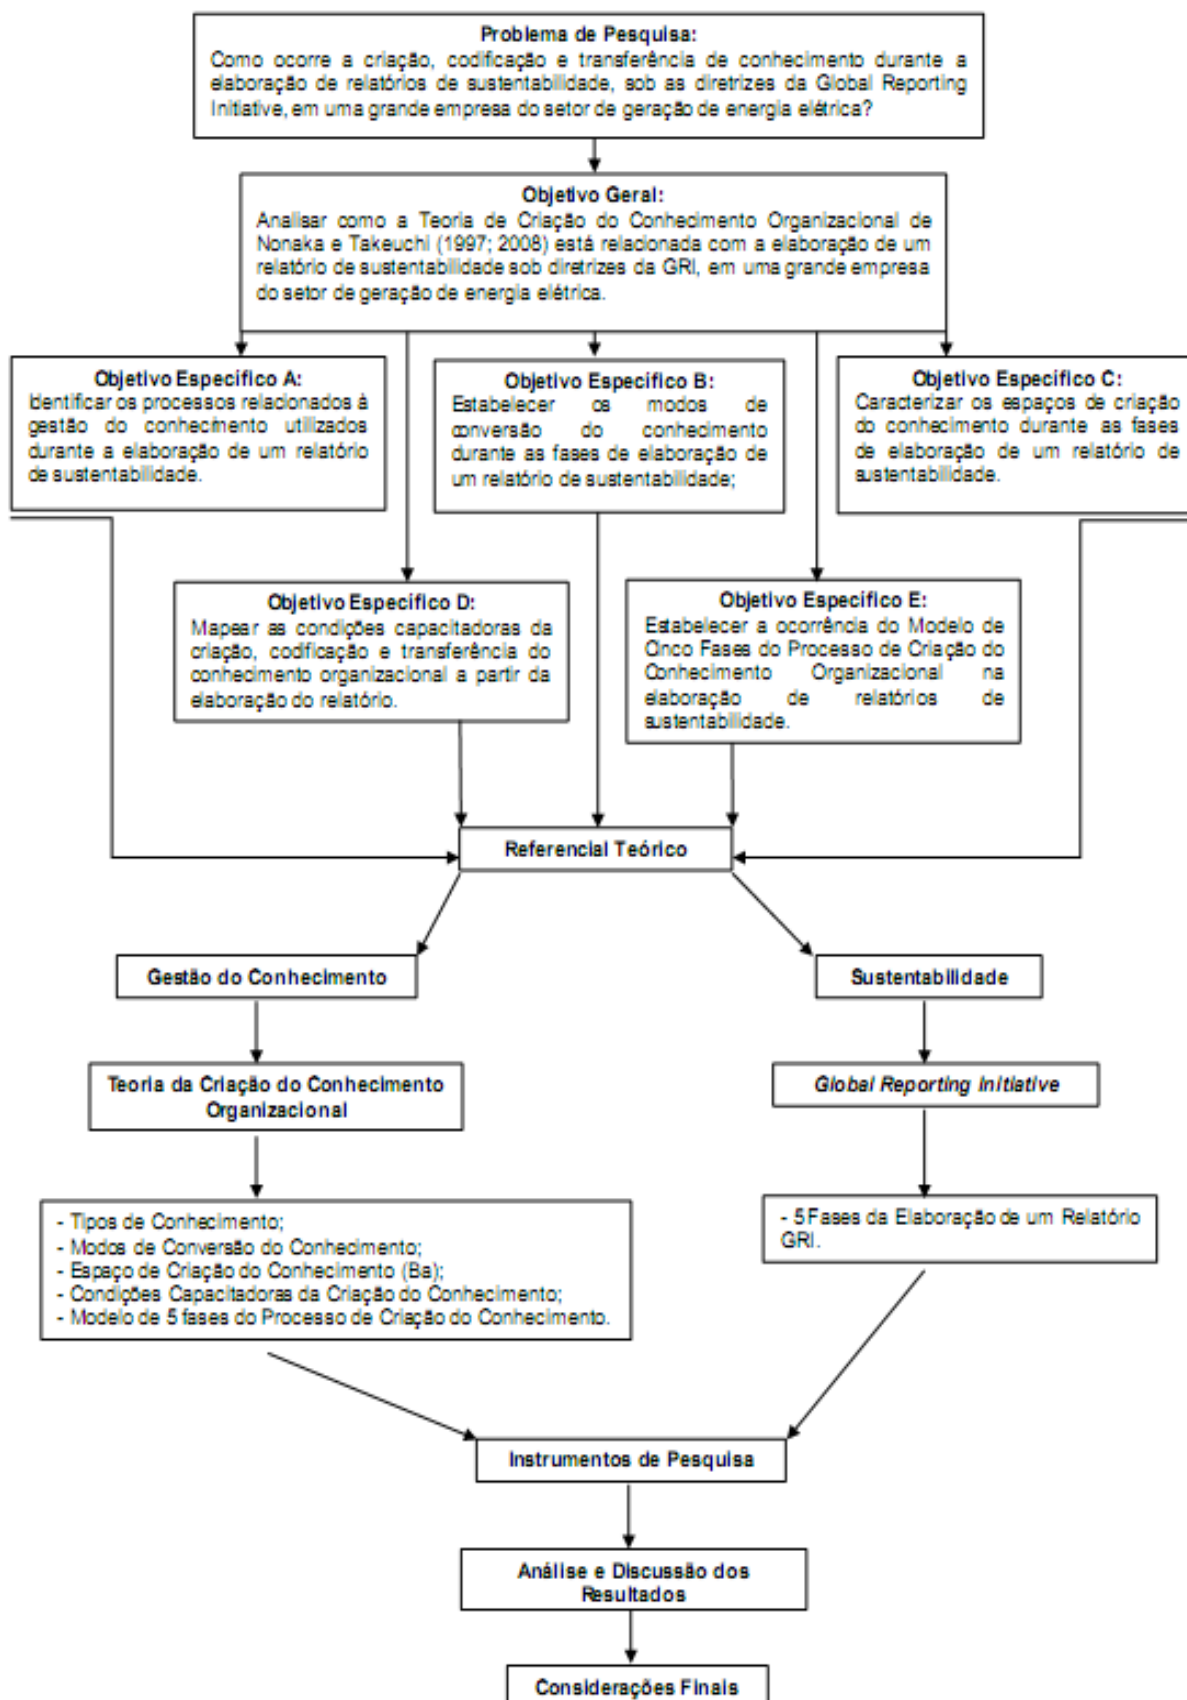 Problema de Pesquisa:
Como ocorre a criação, codificação e transferência de conhecimento durante a
elaboração de relatórios de sustentabilidade, sob as diretrizes da Global Reporting
Initiative, em uma grande empresa do setor de geração de energia elétrica?
Objetivo Geral:
Analisar como a Teoria de Criação do Conhecimento Organizacional de
Nonaka e Takeuchi (1997; 2008) está relacionada com a elaboração de um
relatório de sustentabilidade sob diretrizes da GRI, em uma grande empresa
do setor de geração de energia elétrica.
Objetivo Específico A:
Identificar os processos relacionados à
gestão do conhecimento utilizados
durante a elaboração de um relatório
de sustentabilidade.
Objetivo Específico B:
Estabelecer os modos de
conversão do conhecimento
durante as fases de elaboração de
um relatório de sustentabilidade;
Objetivo Específico C:
Caracterizar os espaços de criação
do conhecimento durante as fases
de elaboração de um relatório de
sustentabilidade.
Objetivo Específico D:
Mapear as condições capacitadoras da
criação, codificação e transferência do
conhecimento organizacional a partir da
elaboração do relatório.
Objetivo Específico E:
Estabelecer a ocorrência do Modelo de
Cinco Fases do Processo de Criação do
Conhecimento Organizacional na
elaboração de relatórios de
sustentabilidade.
Referencial Teórico
Gestão do Conhecimento
Sustentabilidade
Teoria da Criação do Conhecimento
Organizacional
Global Reporting Initiative
- Tipos de Conhecimento;
- Modos de Conversão do Conhecimento;
- Espaço de Criação do Conhecimento (Ba);
- Condições Capacitadoras da Criação do Conhecimento;
- Modelo de 5 fases do Processo de Criação do Conhecimento.
- 5 Fases da Elaboração de um Relatório
GRI.
Instrumentos de Pesquisa
Análise e Discussão dos
Resultados
Considerações Finais